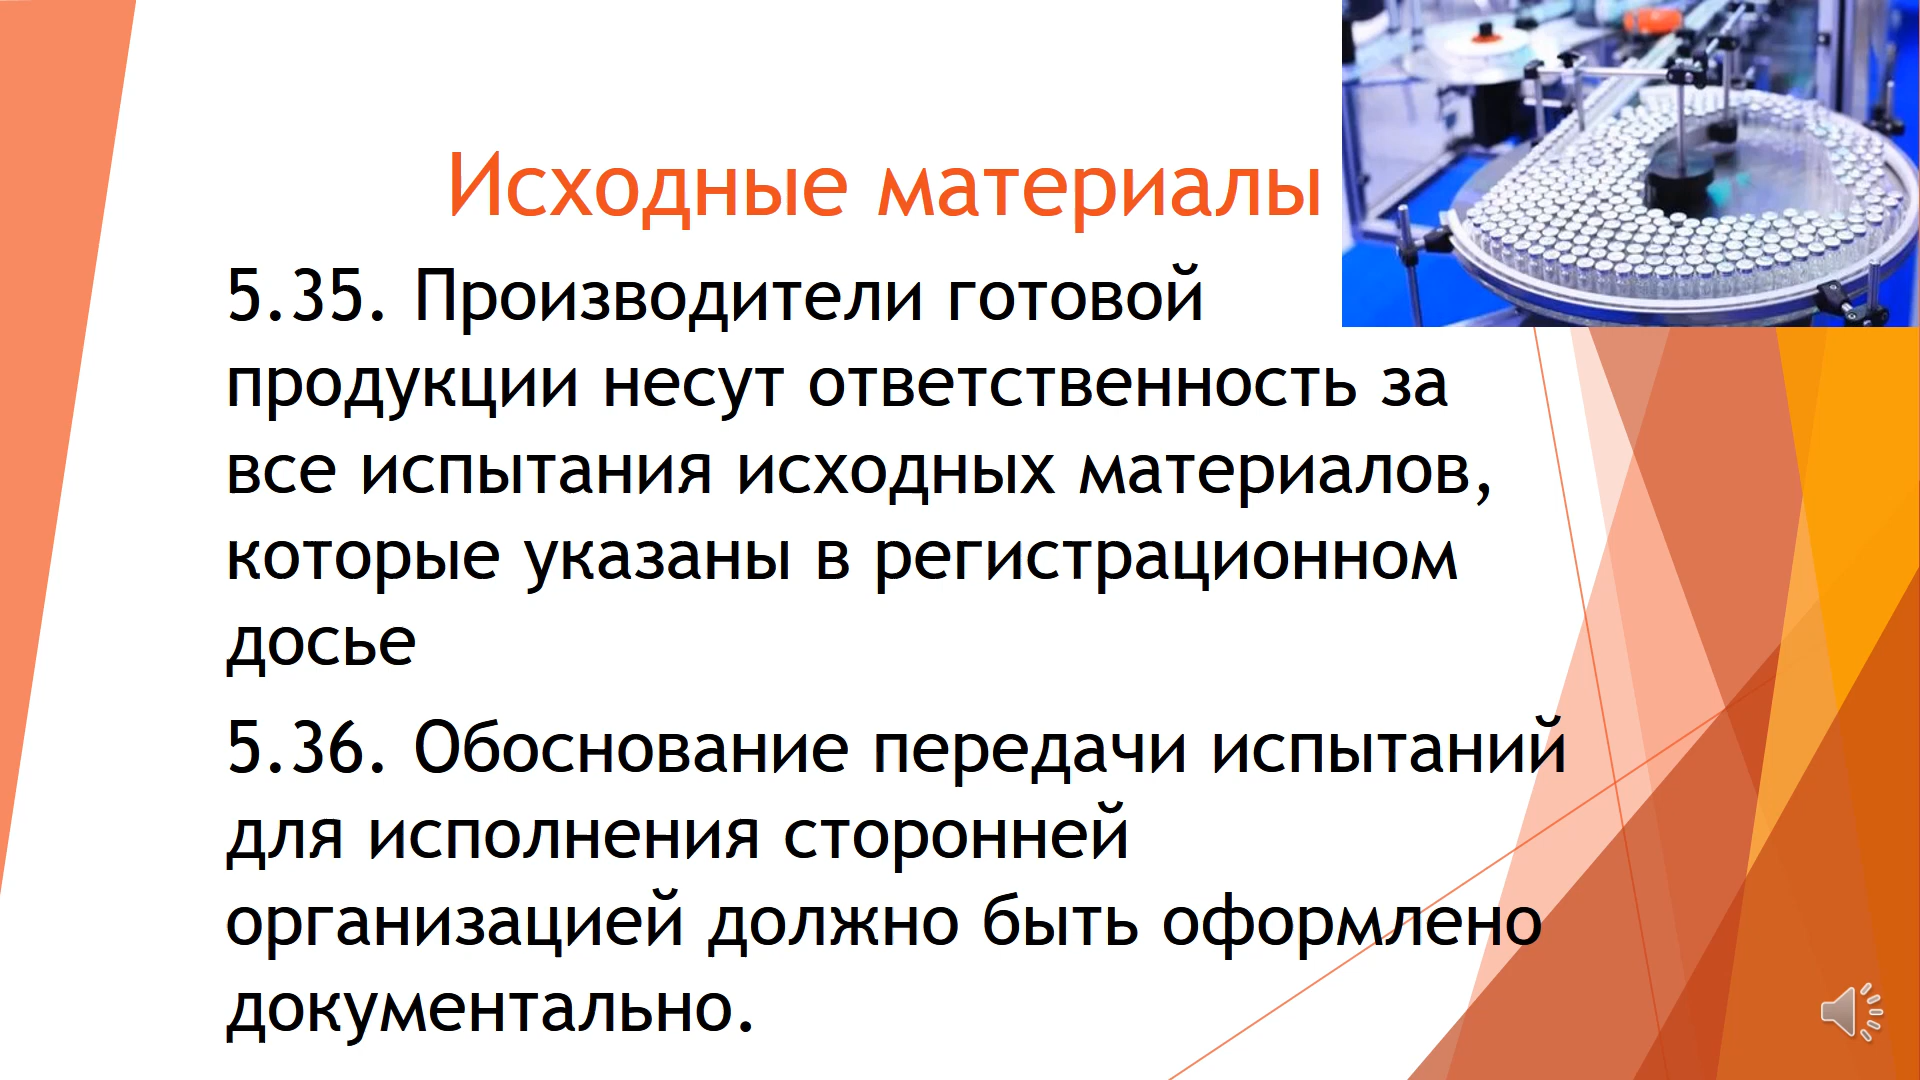 Исходные материалы
5.35. Производители готовой
продукции несут ответственность за
все испытания исходных материалов,
которые указаны в регистрационном
досье
5.36. Обоснование передачи испытаний
для исполнения сторонней
организацией должно быть оформлено
документально.